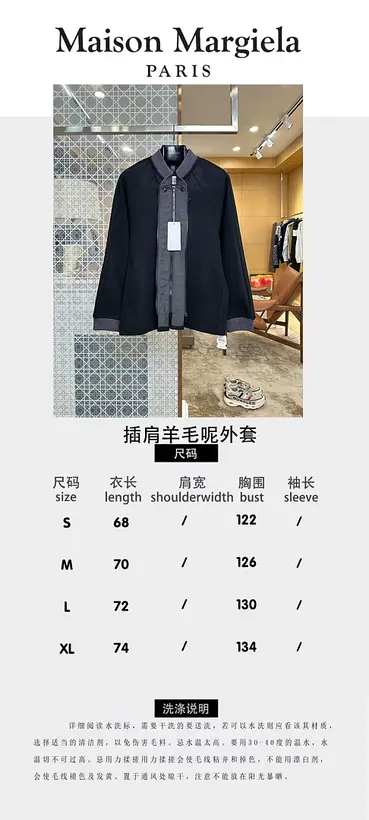 Maison Margiela
PARIS
插肩羊毛呢外套
尺码
尺码 衣长 肩宽 胸围 袖长
size length shoulderwidth bust sleeve
S 68 / 122 /
M 70 / 126 /
L 72 / 130 /
XL 74 / 134 /
洗涤说明
详细阅读水洗标，需要干洗的要送洗，若可以水洗则应看该其材质，
选择适当的清洁剂，以免伤害毛料。忌水温太高。要用30-40度的温水，水
温切不可过高。忌用力揉搓用力揉搓会使毛线粘并和掉色，不能用漂白剂，
会使毛线褪色及发黄。置于通风处晾干，注意不能放在阳光暴晒。